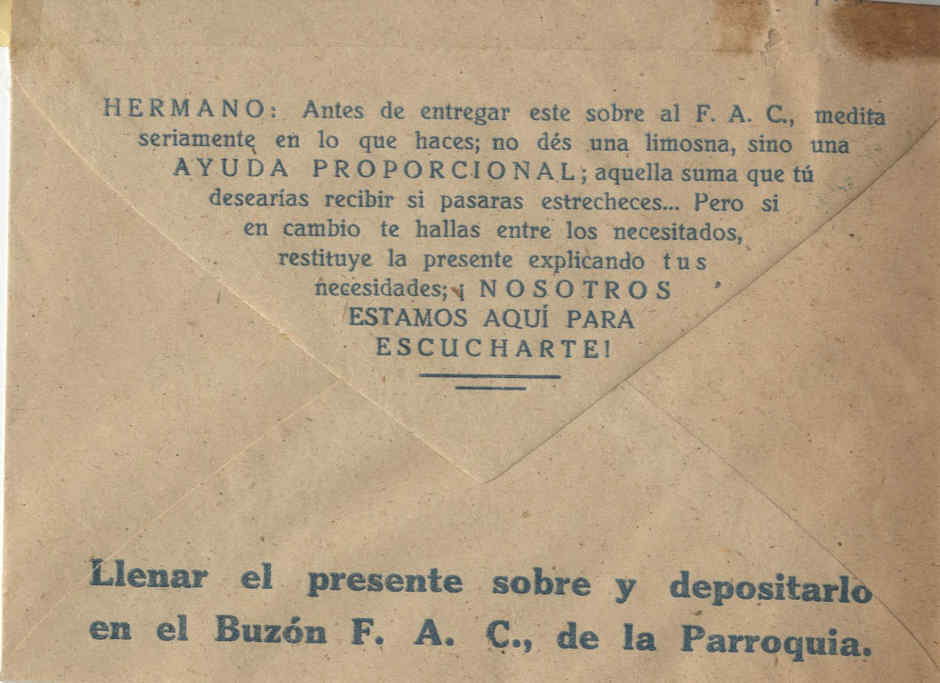 HERMANO: Antes de entregar este sobre al F. A. C., medita
seriamente en lo que haces; no dés una limosna, sino una
AYUDA PROPORCIONAL; aquella suma que tú
desearías recibir si pasaras estrecheces... Pero si
en cambio te hallas entre los necesitados,
restituye la presente explicando tus
necesidades; ¡NOSOTROS
ESTAMOS AQUÍ PARA
ESCUCHARTE!
Llenar el presente sobre y depositarlo
en el Buzón F. A. C., de la Parroquia.